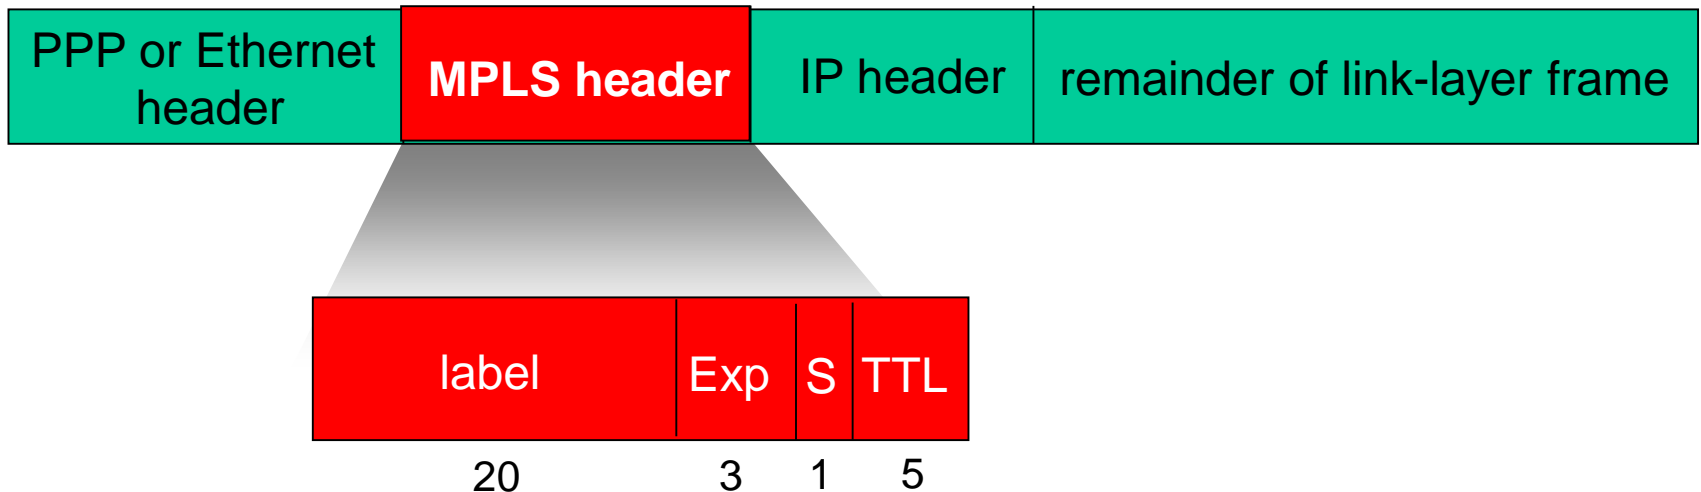 PPP or Ethernet
header
MPLS header
IP header
remainder of link-layer frame
label
Exp
S
TTL
20
3
1
5